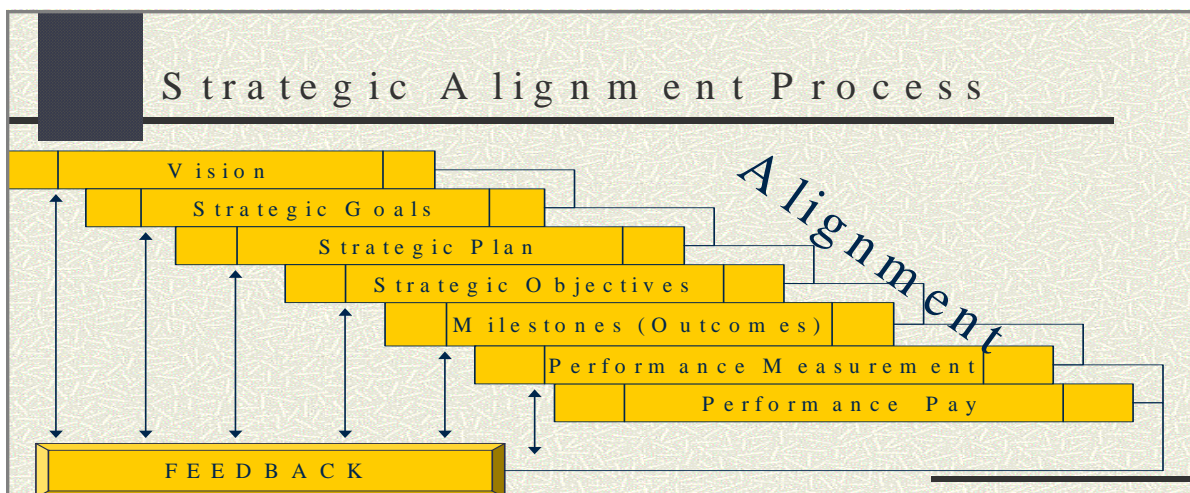 Strategic Alignment Process
Alignment
Vision
Strategic Goals
Strategic Plan
Strategic Objectives
Milestones (Outcomes)
Performance Measurement
Performance Pay
FEEDBACK